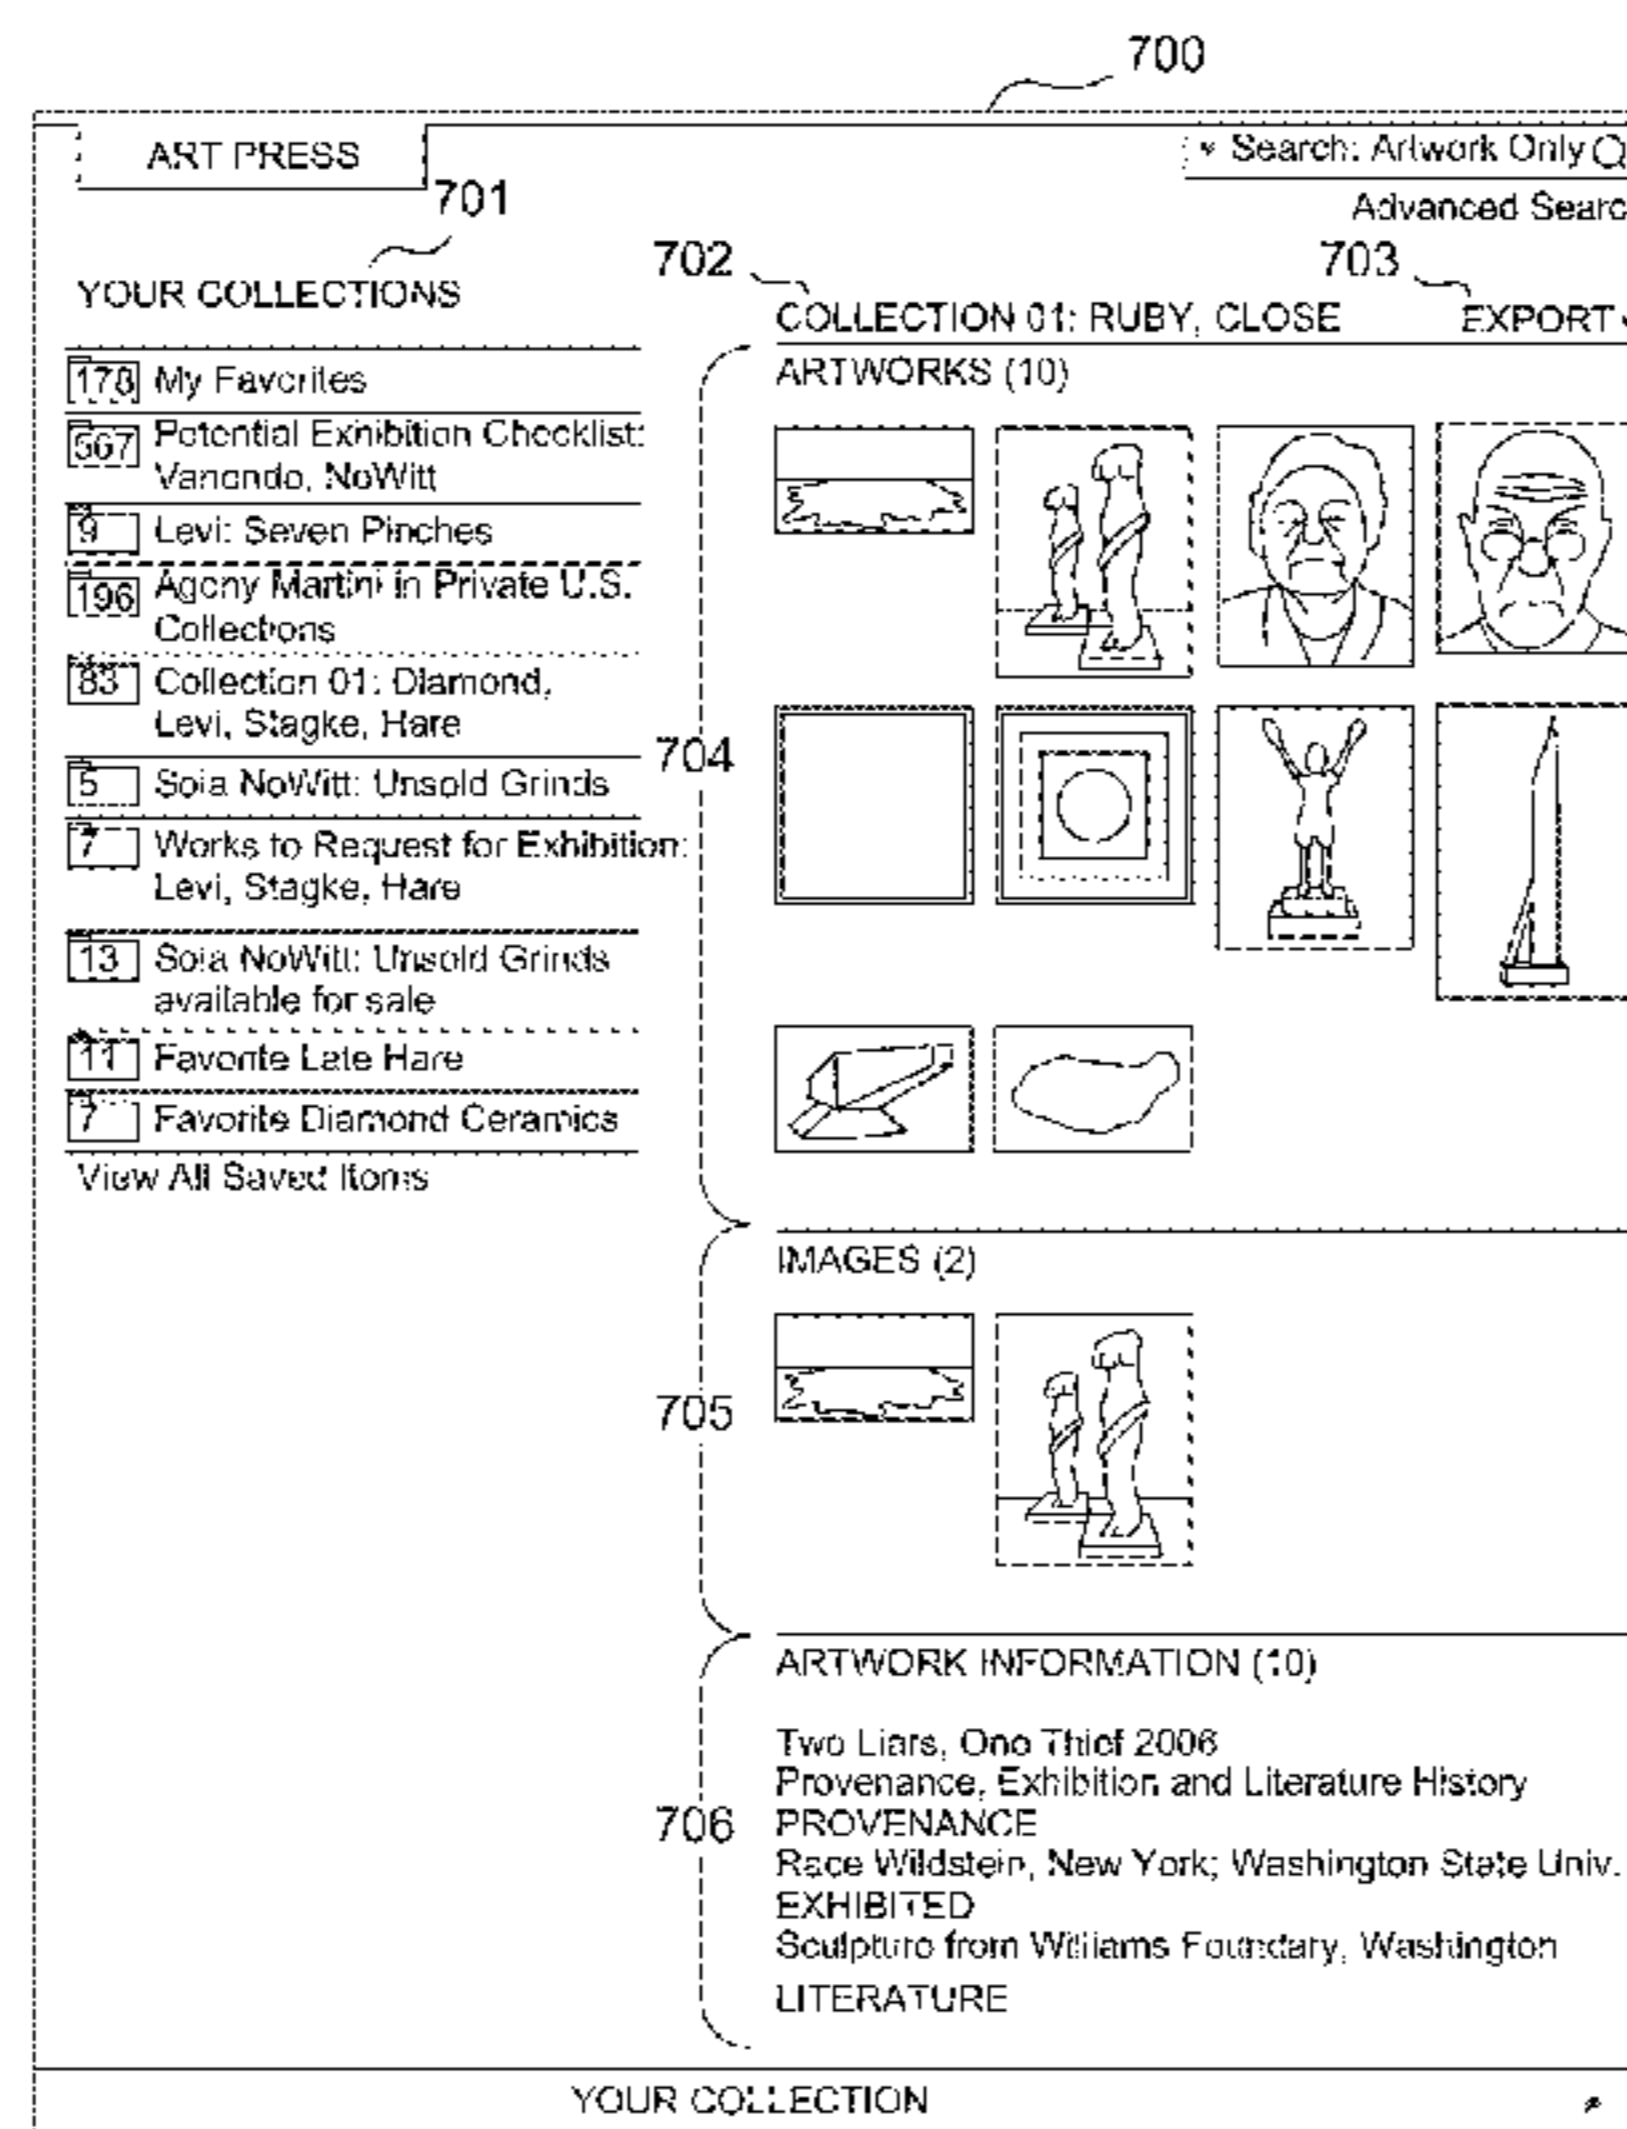 700
ART PRESS
Search: Artwork Only
Advanced Searc
701
702
703
YOUR COLLECTIONS
COLLECTION 01: RUBY, CLOSE
EXPORT
178 My Favorites
567 Potential Exhibition Checklist:
Vanondo, NoWitt
9 Levi: Seven Pinches
196 Agony Martini in Private U.S.
Collections
83 Collection 01: Diamond,
Levi, Stagke, Hare
5 Soia NoWitt: Unsold Grinds
7 Works to Request for Exhibition:
Levi, Stagke, Hare
13 Soia NoWitt: Unsold Grinds
available for sale
11 Favorite Late Hare
7 Favorite Diamond Ceramics
View All Saved Items
ARTWORKS (10)
704
IMAGES (2)
705
ARTWORK INFORMATION (10)
Two Liars, One Thief 2006
Provenance, Exhibition and Literature History
706
PROVENANCE
Race Wildstein, New York; Washington State Univ.
EXHIBITED
Sculpture from Williams Foundary, Washington
LITERATURE
YOUR COLLECTION